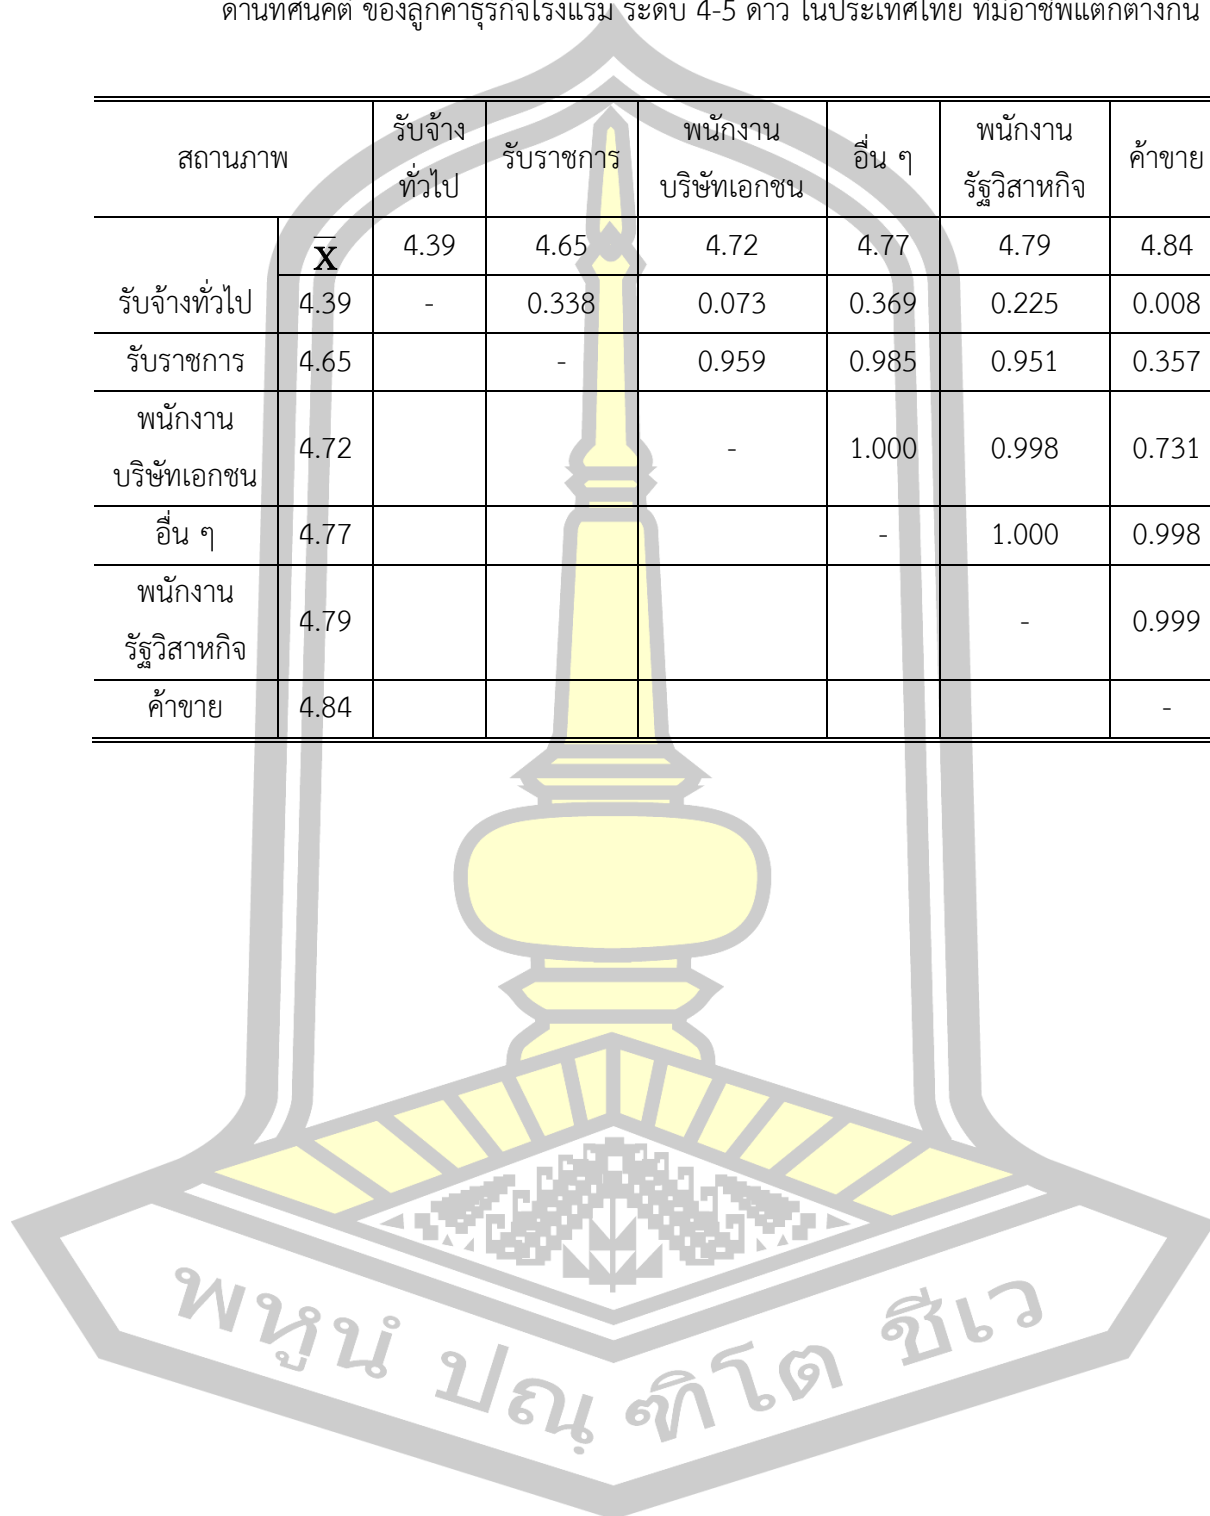 ด้านทัศนคติ ของลูกค้าธุรกิจโรงแรม ระดับ 4-5 ดาว ในประเทศไทย ที่มีอาชีพแตกต่างกัน
สถานภาพ รับจ้าง รับราชการ พนักงาน อื่น ๆ พนักงาน ค้าขาย
ทั่วไป บริษัทเอกชน รัฐวิสาหกิจ
x̅ 4.39 4.65 4.72 4.77 4.79 4.84
รับจ้างทั่วไป 4.39 - 0.338 0.073 0.369 0.225 0.008
รับราชการ 4.65 - 0.959 0.985 0.951 0.357
พนักงาน
บริษัทเอกชน 4.72 - 1.000 0.998 0.731
อื่น ๆ 4.77 - 1.000 0.998
พนักงาน
รัฐวิสาหกิจ 4.79 - 0.999
ค้าขาย 4.84 -
พหูนํ ปณฺฑิโต ชีเว